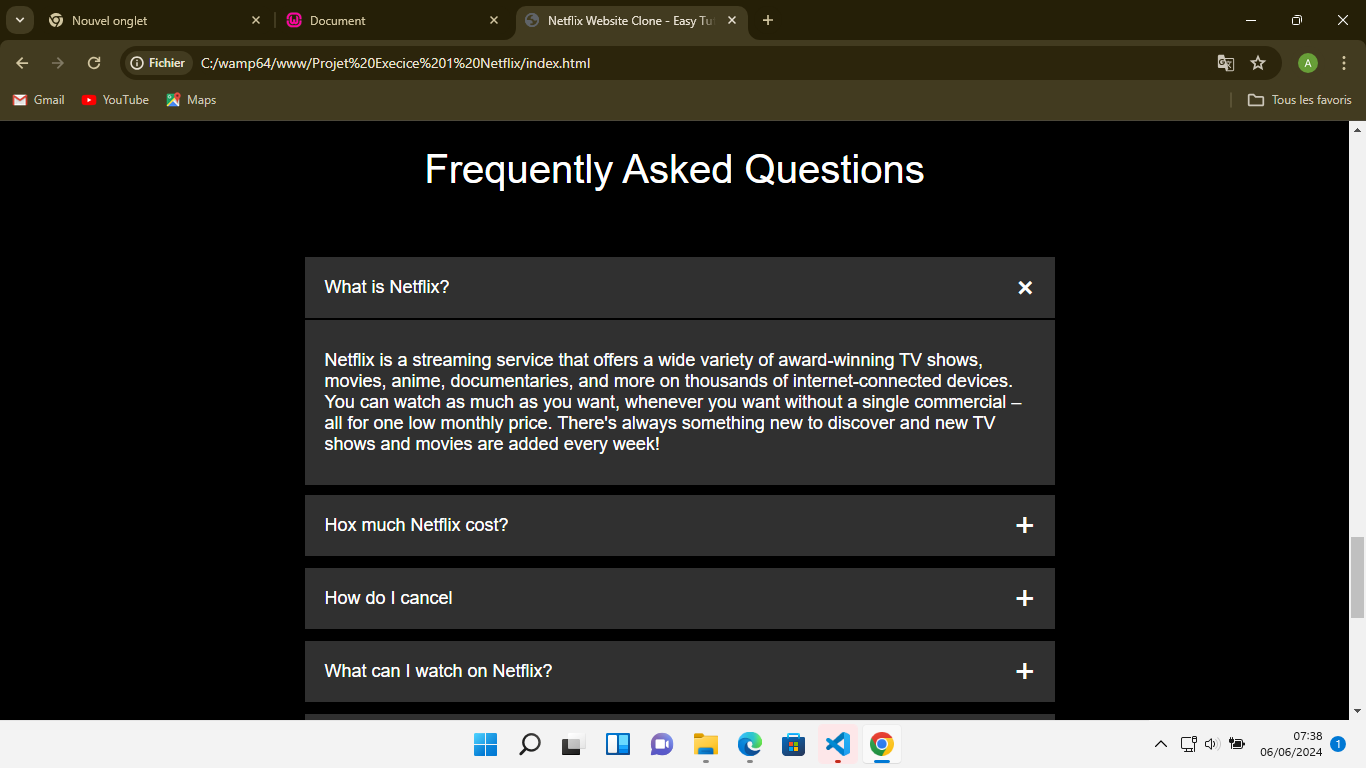 Nouvel onglet
Document
Netflix Website Clone - Easy Tu
Fichier
C:/wamp64/www/Projet%20Execice%201%20Netflix/index.html
A
Gmail
YouTube
Maps
Tous les favoris
Frequently Asked Questions
What is Netflix?
Netflix is a streaming service that offers a wide variety of award-winning TV shows,
movies, anime, documentaries, and more on thousands of internet-connected devices.
You can watch as much as you want, whenever you want without a single commercial –
all for one low monthly price. There's always something new to discover and new TV
shows and movies are added every week!
Hox much Netflix cost?
How do I cancel
What can I watch on Netflix?
07:38
06/06/2024
1